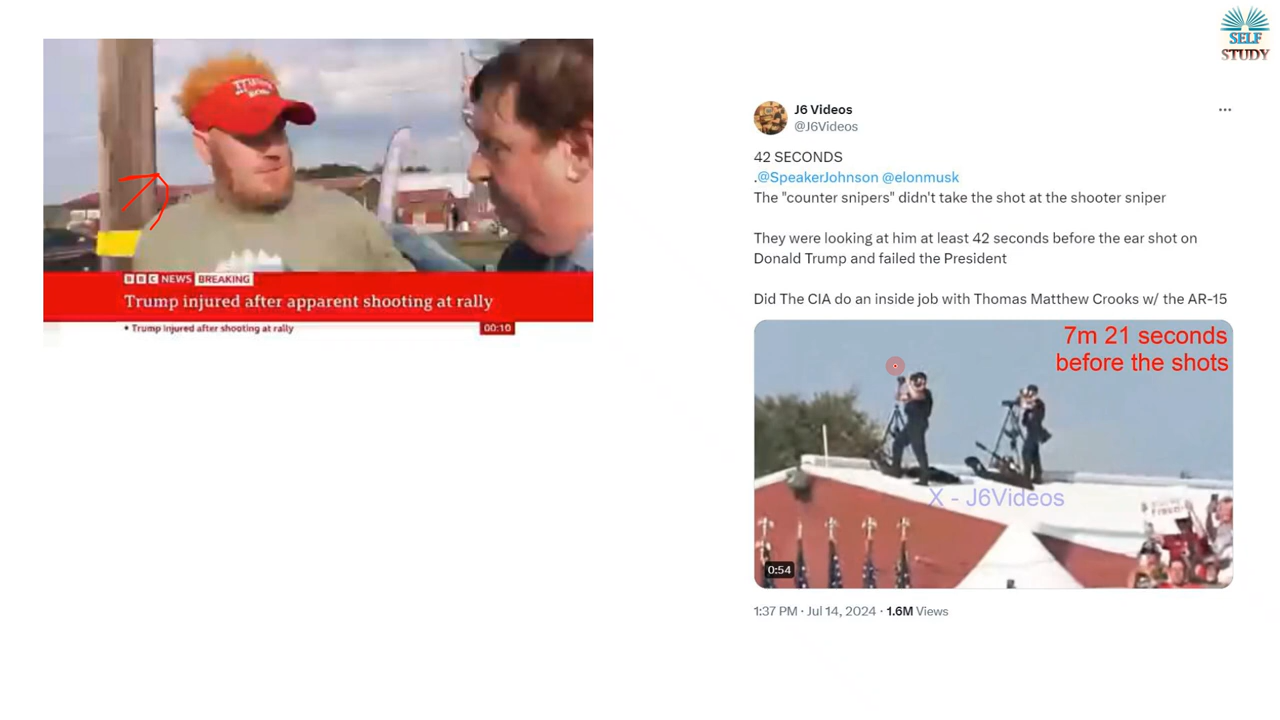 SELF
STUDY
TRUMP
BBC NEWS BREAKING
Trump injured after apparent shooting at rally
• Trump injured after shooting at rally
00:10
J6 Videos
@J6Videos
42 SECONDS
.@SpeakerJohnson @elonmusk
The "counter snipers" didn't take the shot at the shooter sniper
They were looking at him at least 42 seconds before the ear shot on
Donald Trump and failed the President
Did The CIA do an inside job with Thomas Matthew Crooks w/ the AR-15
7m 21 seconds
before the shots
X - J6Videos
0:54
1:37 PM · Jul 14, 2024 · 1.6M Views